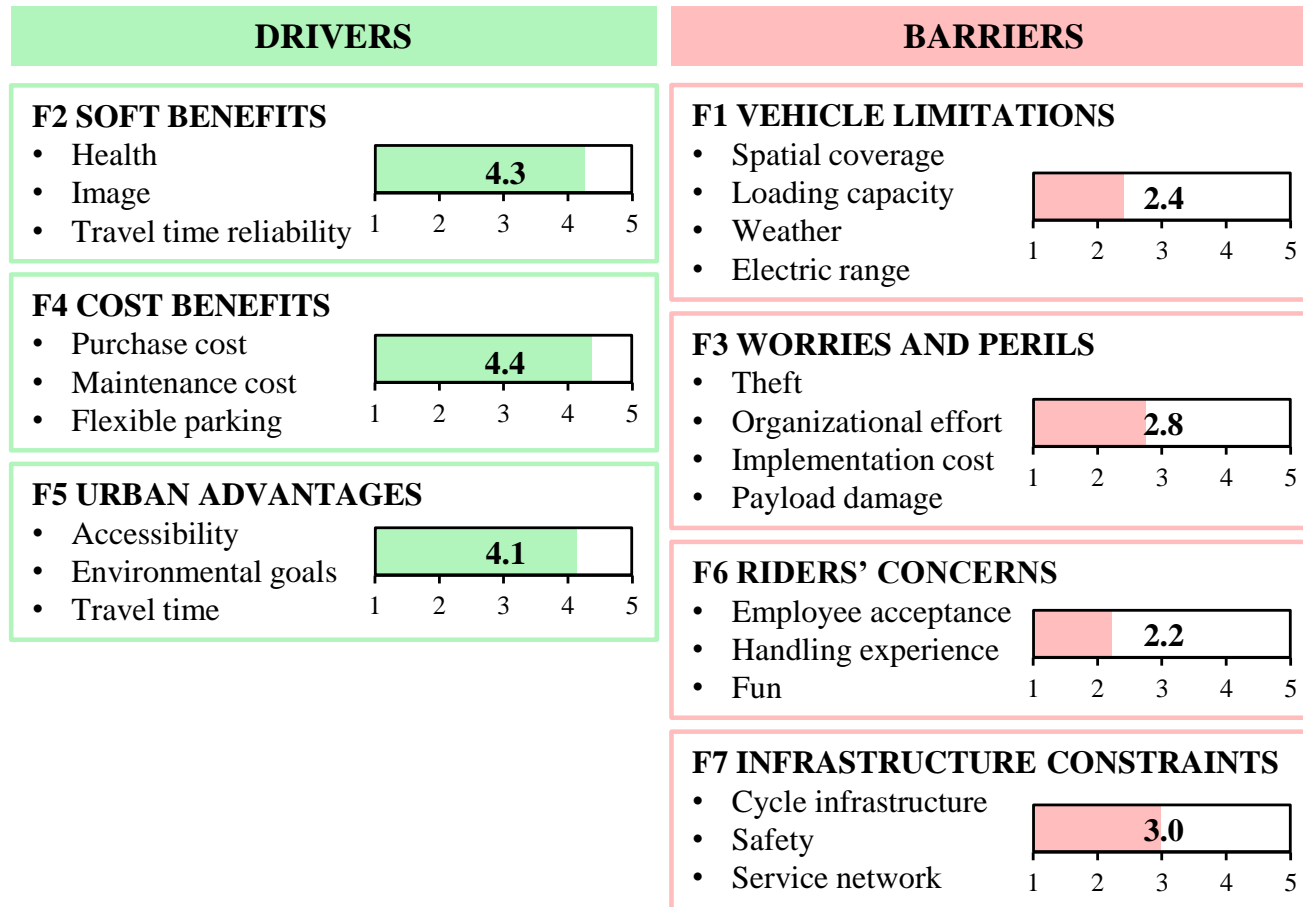 DRIVERS
F2 SOFT BENEFITS
• Health
• Image
• Travel time reliability
4.3
1 2 3 4 5
F4 COST BENEFITS
• Purchase cost
• Maintenance cost
• Flexible parking
4.4
1 2 3 4 5
F5 URBAN ADVANTAGES
• Accessibility
• Environmental goals
• Travel time
4.1
1 2 3 4 5
BARRIERS
F1 VEHICLE LIMITATIONS
• Spatial coverage
• Loading capacity
• Weather
• Electric range
2.4
1 2 3 4 5
F3 WORRIES AND PERILS
• Theft
• Organizational effort
• Implementation cost
• Payload damage
2.8
1 2 3 4 5
F6 RIDERS’ CONCERNS
• Employee acceptance
• Handling experience
• Fun
2.2
1 2 3 4 5
F7 INFRASTRUCTURE CONSTRAINTS
• Cycle infrastructure
• Safety
• Service network
3.0
1 2 3 4 5